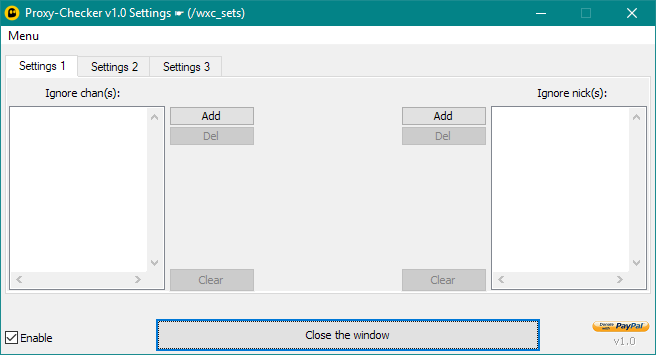 Proxy-Checker v1.0 Settings ☛ (/wxc_sets)
Menu
Settings 1 Settings 2 Settings 3
Ignore chan(s): Ignore nick(s):
Add Add
Del Del
Clear Clear
Enable Close the window Donate with PayPal
v1.0